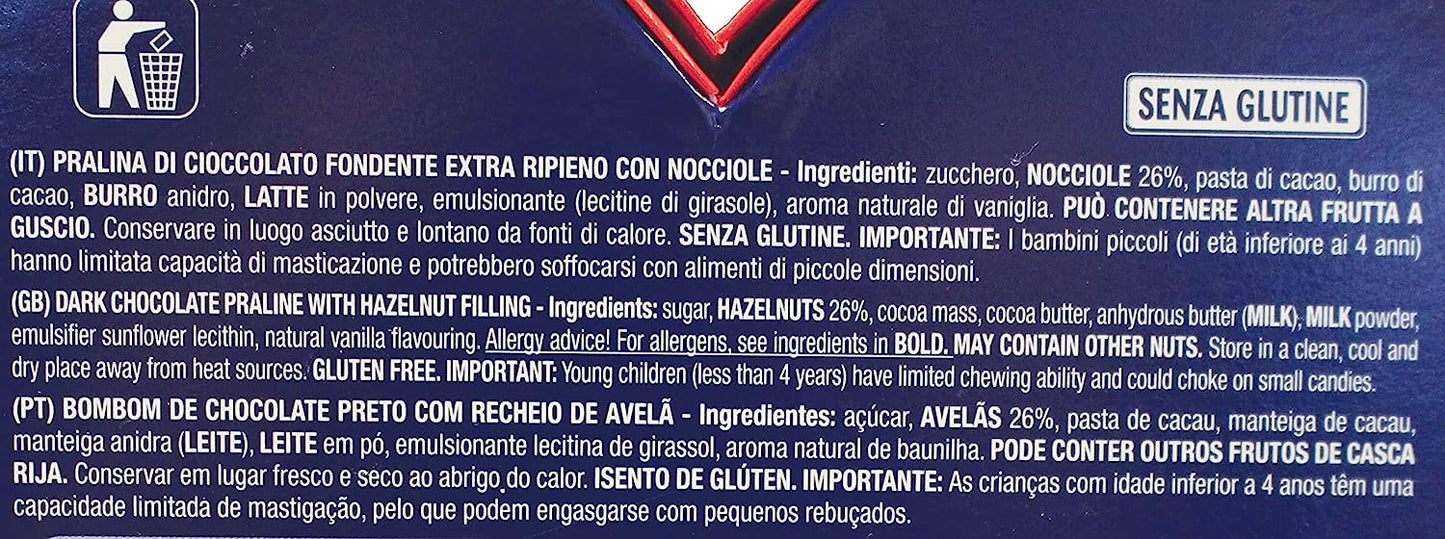 SENZA GLUTINE
(IT) PRALINA DI CIOCCOLATO FONDENTE EXTRA RIPIENO CON NOCCIOLE - Ingredienti: zucchero, NOCCIOLE 26%, pasta di cacao, burro di
cacao, BURRO anidro, LATTE in polvere, emulsionante (lecitine di girasole), aroma naturale di vaniglia. PUÒ CONTENERE ALTRA FRUTTA A
GUSCIO. Conservare in luogo asciutto e lontano da fonti di calore. SENZA GLUTINE. IMPORTANTE: I bambini piccoli (di età inferiore ai 4 anni)
hanno limitata capacità di masticazione e potrebbero soffocarsi con alimenti di piccole dimensioni.
(GB) DARK CHOCOLATE PRALINE WITH HAZELNUT FILLING - Ingredients: sugar, HAZELNUTS 26%, cocoa mass, cocoa butter, anhydrous butter (MILK), MILK powder,
emulsifier sunflower lecithin, natural vanilla flavouring. Allergy advice! For allergens, see ingredients in BOLD. MAY CONTAIN OTHER NUTS. Store in a clean, cool and
dry place away from heat sources. GLUTEN FREE. IMPORTANT: Young children (less than 4 years) have limited chewing ability and could choke on small candies.
(PT) BOMBOM DE CHOCOLATE PRETO COM RECHEIO DE AVELÃ - Ingredientes: açúcar, AVELÃS 26%, pasta de cacau, manteiga de cacau,
manteiga anidra (LEITE), LEITE em pó, emulsionante lecitina de girassol, aroma natural de baunilha. PODE CONTER OUTROS FRUTOS DE CASCA
RIJA. Conservar em lugar fresco e seco ao abrigo do calor. ISENTO DE GLÚTEN. IMPORTANTE: As crianças com idade inferior a 4 anos têm uma
capacidade limitada de mastigação, pelo que podem engasgarse com pequenos rebuçados.